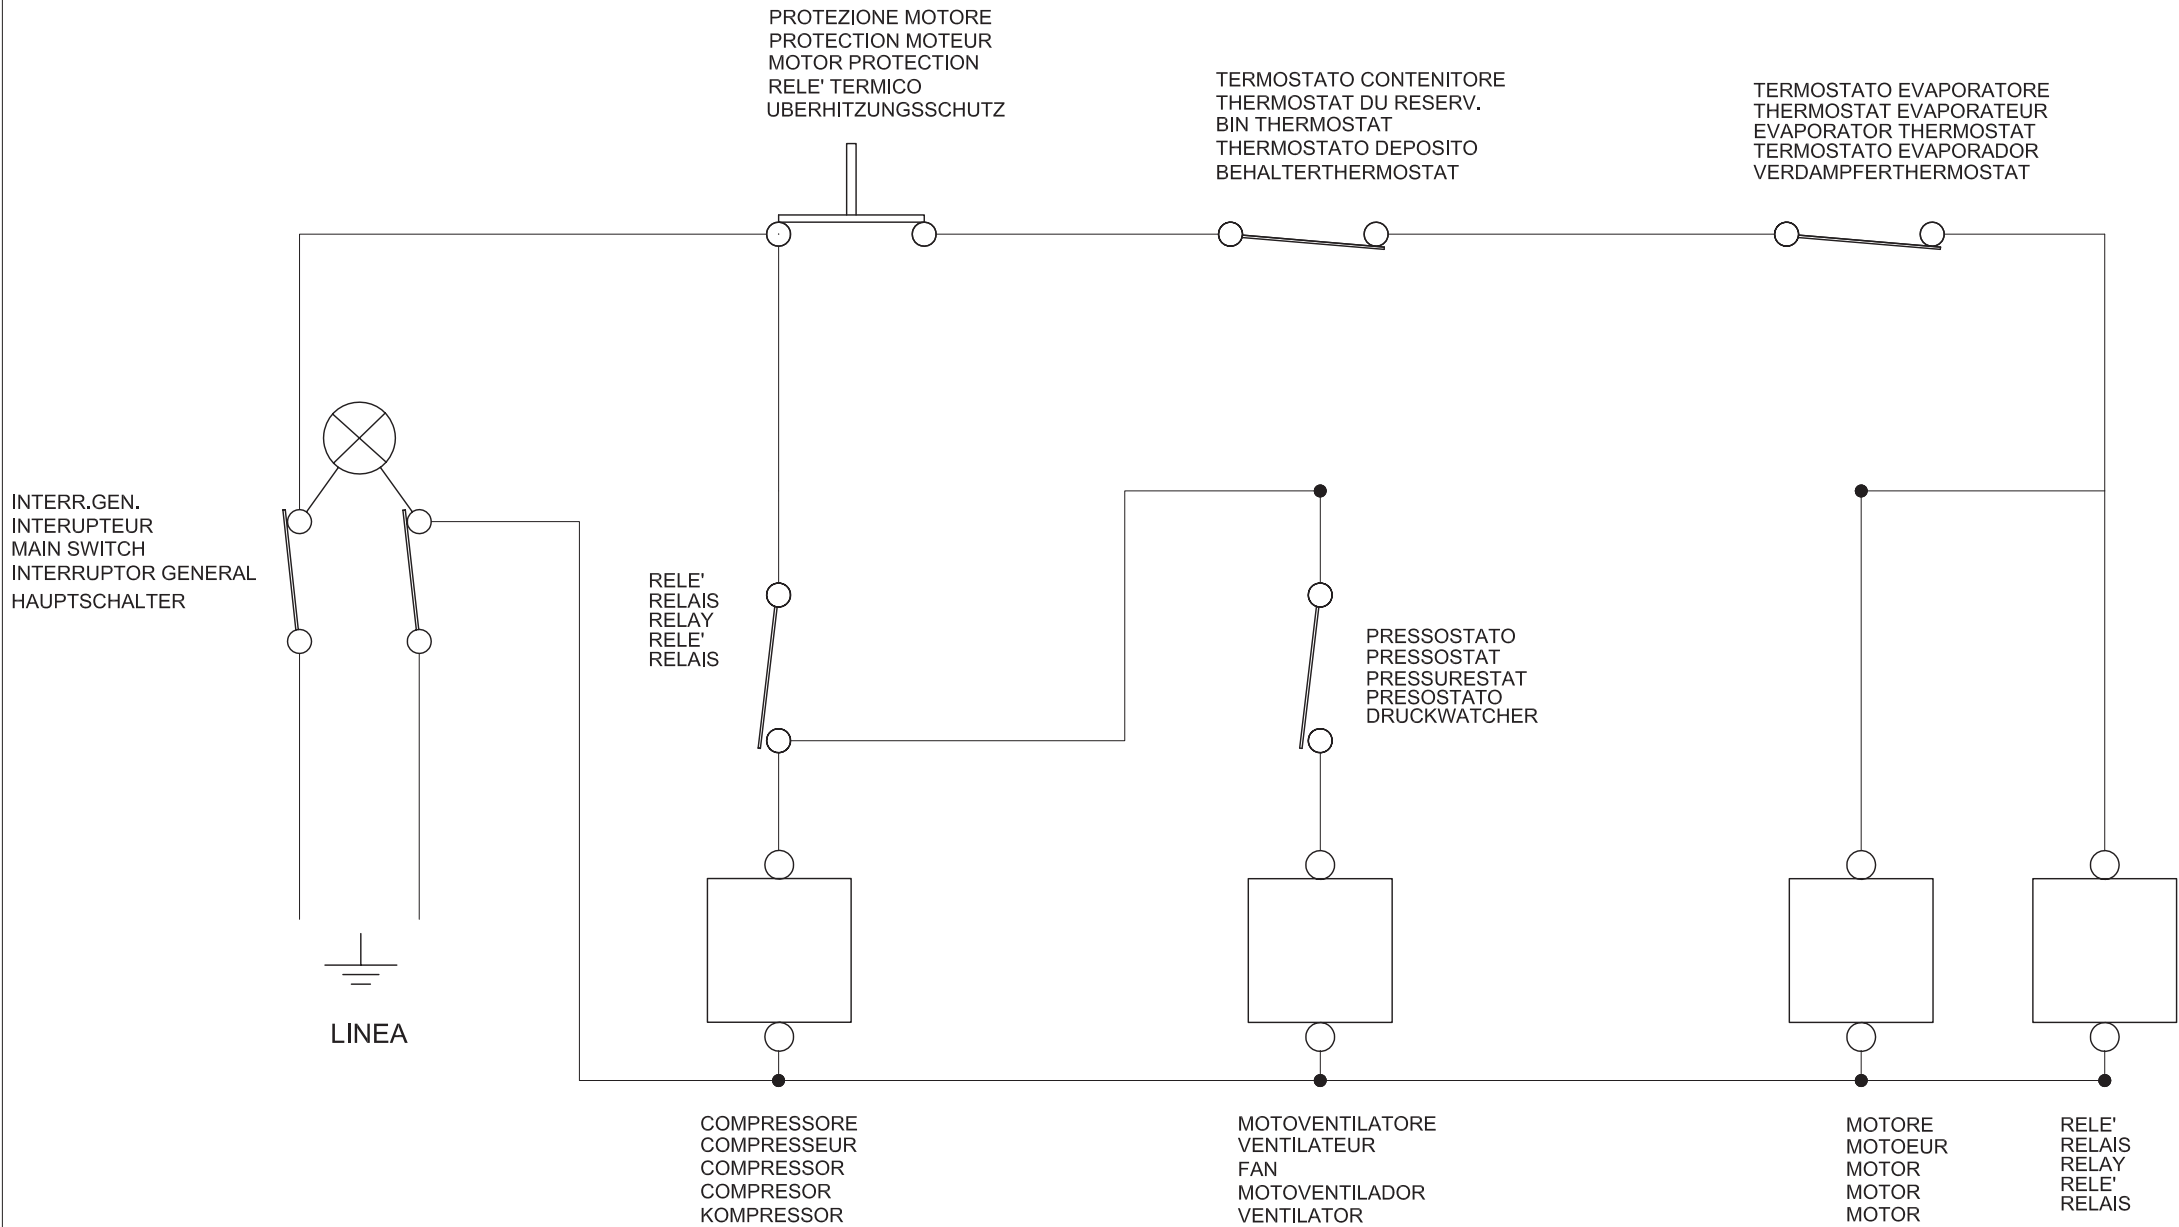 PROTEZIONE MOTORE
PROTECTION MOTEUR
MOTOR PROTECTION
RELE' TERMICO
UBERHITZUNGSSCHUTZ
TERMOSTATO CONTENITORE
THERMOSTAT DU RESERV.
BIN THERMOSTAT
THERMOSTATO DEPOSITO
BEHALTERTHERMOSTAT
TERMOSTATO EVAPORATORE
THERMOSTAT EVAPORATEUR
EVAPORATOR THERMOSTAT
TERMOSTATO EVAPORADOR
VERDAMPFERTHERMOSTAT
INTERR.GEN.
INTERUPTEUR
MAIN SWITCH
INTERRUPTOR GENERAL
HAUPTSCHALTER
RELE'
RELAIS
RELAY
RELE'
RELAIS
PRESSOSTATO
PRESSOSTAT
PRESSURESTAT
PRESOSTATO
DRUCKWATCHER
LINEA
COMPRESSORE
COMPRESSEUR
COMPRESSOR
COMPRESOR
KOMPRESSOR
MOTOVENTILATORE
VENTILATEUR
FAN
MOTOVENTILADOR
VENTILATOR
MOTORE
MOTOEUR
MOTOR
MOTOR
MOTOR
RELE'
RELAIS
RELAY
RELE'
RELAIS